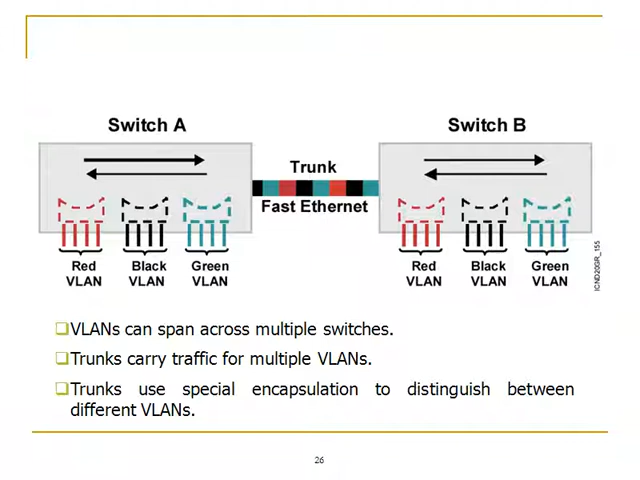 Switch A
Switch B
Trunk
Fast Ethernet
Red VLAN
Black VLAN
Green VLAN
Red VLAN
Black VLAN
Green VLAN
ICND20GR_155
VLANs can span across multiple switches.
Trunks carry traffic for multiple VLANs.
Trunks use special encapsulation to distinguish between
different VLANs.
26